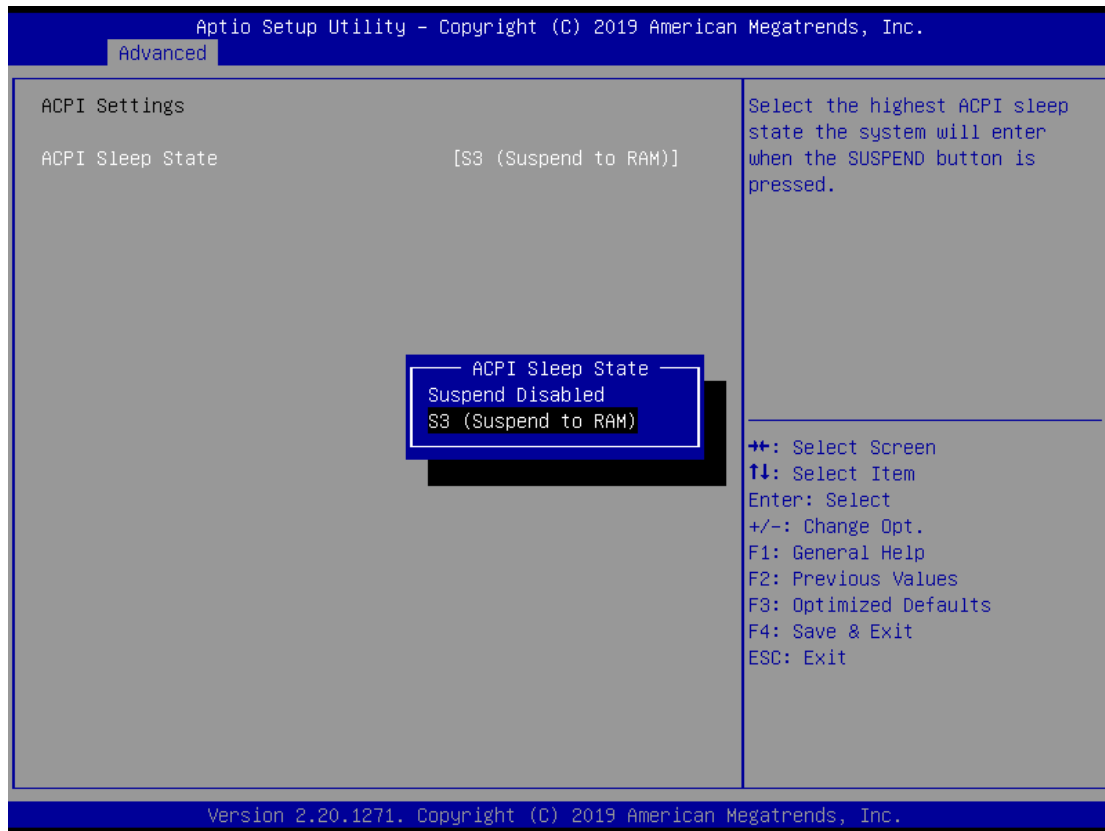 Aptio Setup Utility – Copyright (C) 2019 American Megatrends, Inc.
Advanced
ACPI Settings
ACPI Sleep State [S3 (Suspend to RAM)]
Select the highest ACPI sleep
state the system will enter
when the SUSPEND button is
pressed.
ACPI Sleep State
Suspend Disabled
S3 (Suspend to RAM)
→←: Select Screen
↑↓: Select Item
Enter: Select
+/-: Change Opt.
F1: General Help
F2: Previous Values
F3: Optimized Defaults
F4: Save & Exit
ESC: Exit
Version 2.20.1271. Copyright (C) 2019 American Megatrends, Inc.